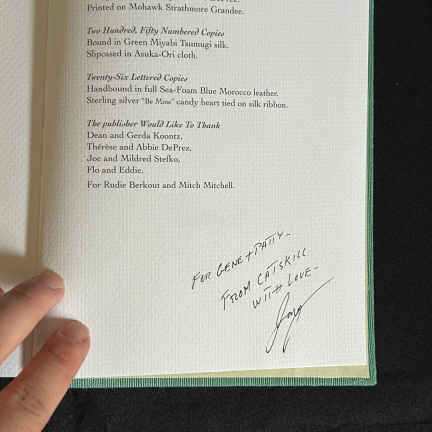 Printed on Mohawk Strathmore Grandee.
Two Hundred, Fifty Numbered Copies
Bound in Green Miyabi Tsumugi silk.
Slipcased in Asuka-Ori cloth.
Twenty-Six Lettered Copies
Handbound in full Sea-Foam Blue Morocco leather.
Sterling silver "Be Mine" candy heart tied on silk ribbon.
The publisher Would Like To Thank
Dean and Gerda Koontz,
Thérèse and Abbie DePrez,
Joe and Mildred Stefko,
Flo and Eddie.
For Rudie Berkout and Mitch Mitchell.
FOR GENE + PATTY—
FROM CATSKILL
WITH LOVE—